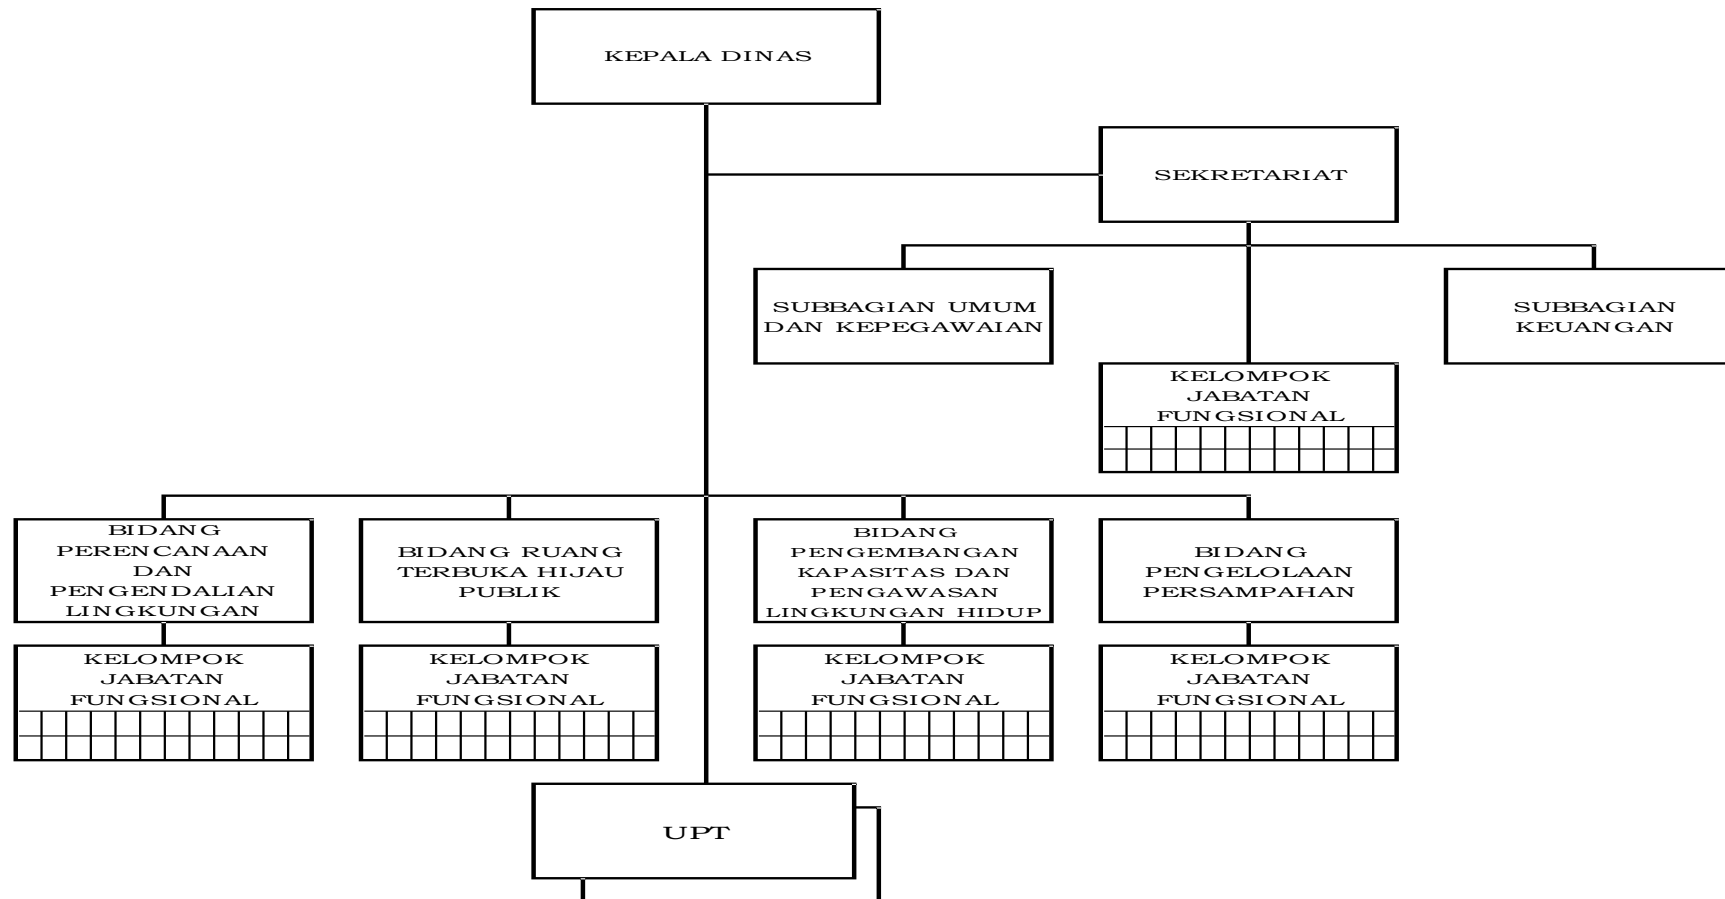 KEPALA DINAS
SEKRETARIAT
SUBBAGIAN UMUM
DAN KEPEGAWAIAN
SUBBAGIAN
KEUANGAN
KELOMPOK
JABATAN
FUNGSIONAL
BIDANG
PERENCANAAN
DAN
PENGENDALIAN
LINGKUNGAN
BIDANG RUANG
TERBUKA HIJAU
PUBLIK
BIDANG
PENGEMBANGAN
KAPASITAS DAN
PENGAWASAN
LINGKUNGAN HIDUP
BIDANG
PENGELOLAAN
PERSAMPAHAN
KELOMPOK
JABATAN
FUNGSIONAL
KELOMPOK
JABATAN
FUNGSIONAL
KELOMPOK
JABATAN
FUNGSIONAL
KELOMPOK
JABATAN
FUNGSIONAL
UPT